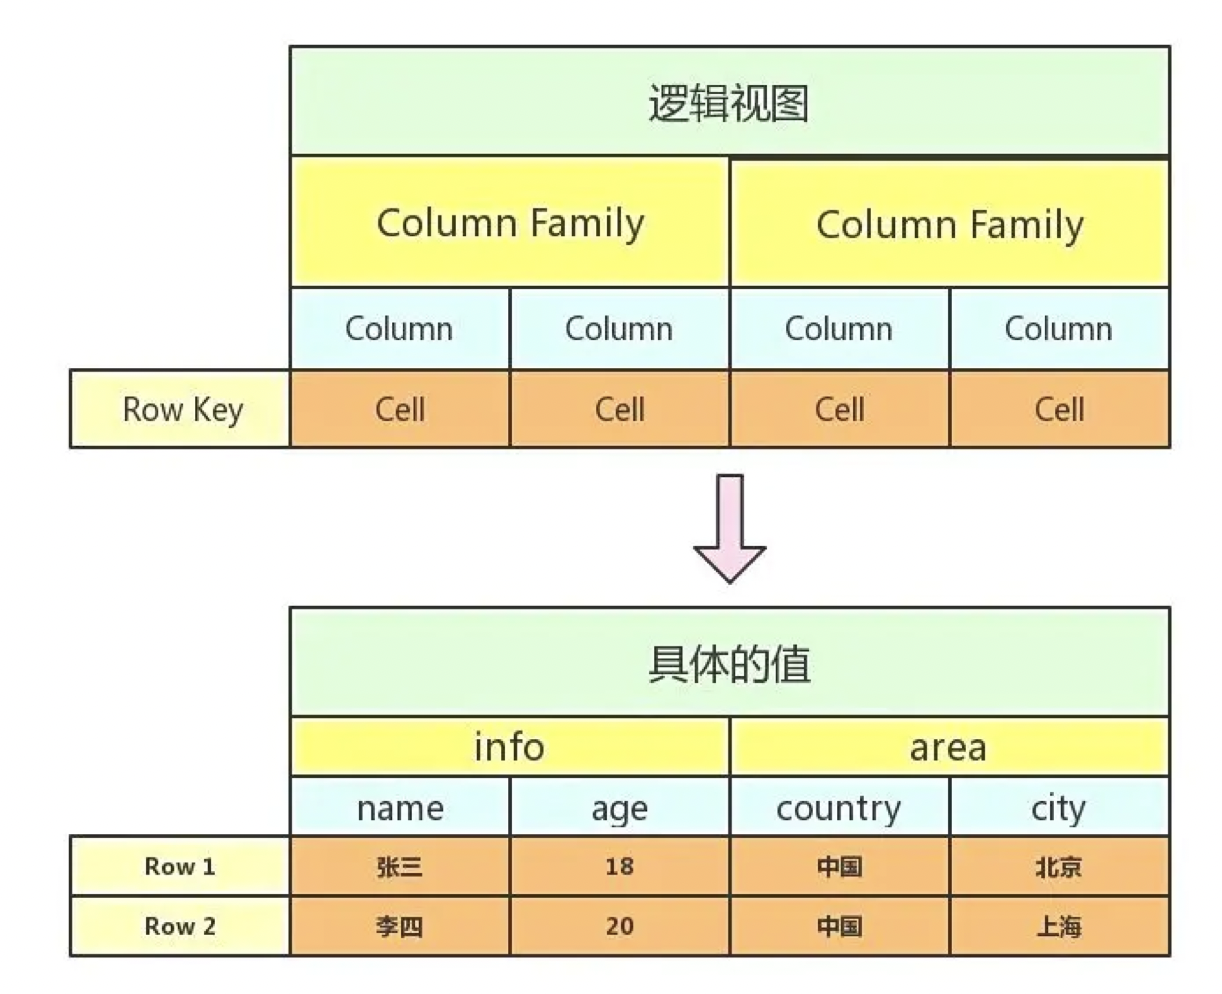 逻辑视图
Column Family Column Family
Column Column Column Column
Row Key Cell Cell Cell Cell
具体的值
info area
name age country city
Row 1 张三 18 中国 北京
Row 2 李四 20 中国 上海